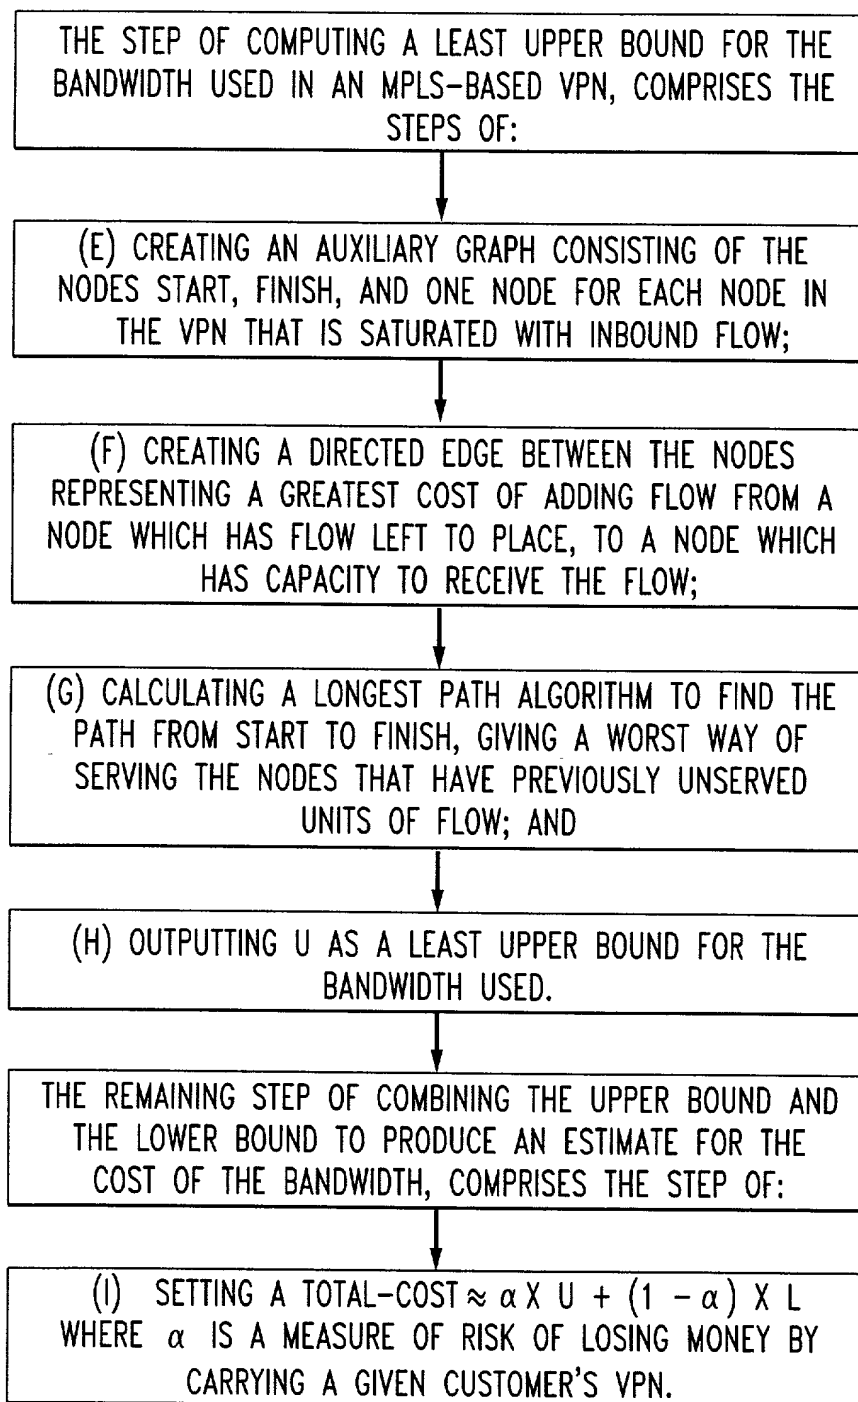 THE STEP OF COMPUTING A LEAST UPPER BOUND FOR THE
BANDWIDTH USED IN AN MPLS-BASED VPN, COMPRISES THE
STEPS OF:
(E) CREATING AN AUXILIARY GRAPH CONSISTING OF THE
NODES START, FINISH, AND ONE NODE FOR EACH NODE IN
THE VPN THAT IS SATURATED WITH INBOUND FLOW;
(F) CREATING A DIRECTED EDGE BETWEEN THE NODES
REPRESENTING A GREATEST COST OF ADDING FLOW FROM A
NODE WHICH HAS FLOW LEFT TO PLACE, TO A NODE WHICH
HAS CAPACITY TO RECEIVE THE FLOW;
(G) CALCULATING A LONGEST PATH ALGORITHM TO FIND THE
PATH FROM START TO FINISH, GIVING A WORST WAY OF
SERVING THE NODES THAT HAVE PREVIOUSLY UNSERVED
UNITS OF FLOW; AND
(H) OUTPUTTING U AS A LEAST UPPER BOUND FOR THE
BANDWIDTH USED.
THE REMAINING STEP OF COMBINING THE UPPER BOUND AND
THE LOWER BOUND TO PRODUCE AN ESTIMATE FOR THE
COST OF THE BANDWIDTH, COMPRISES THE STEP OF:
(I) SETTING A TOTAL-COST ≈ α X U + (1 - α) X L
WHERE α IS A MEASURE OF RISK OF LOSING MONEY BY
CARRYING A GIVEN CUSTOMER'S VPN.